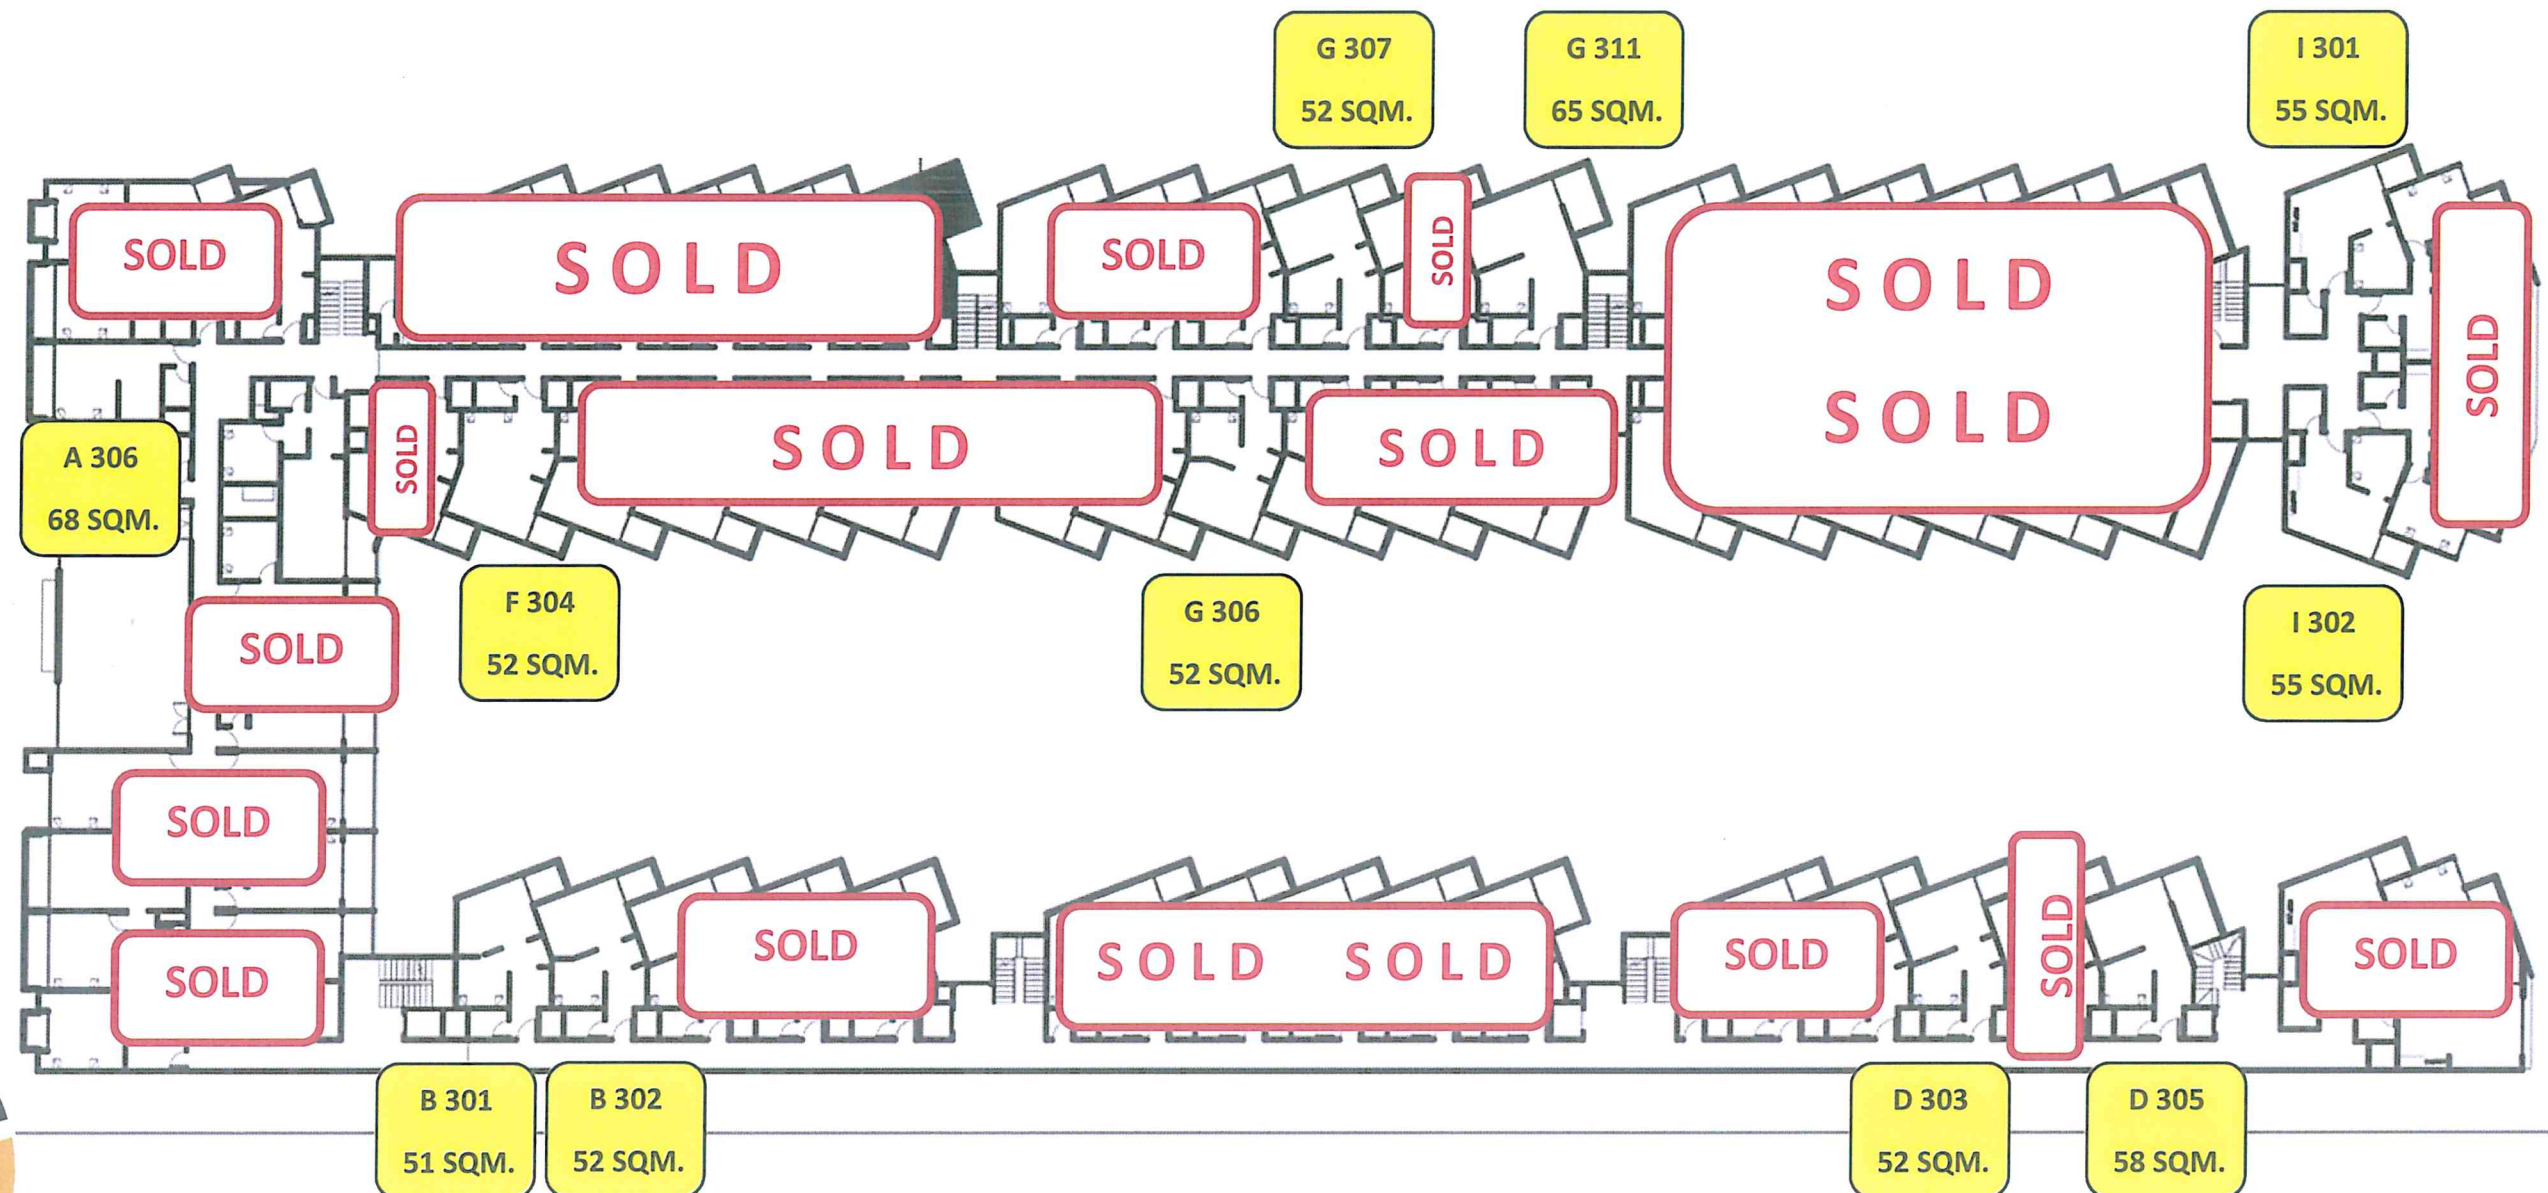 G 307
52 SQM.
G 311
65 SQM.
I 301
55 SQM.
SOLD
SOLD
SOLD
SOLD
SOLD
SOLD
SOLD
A 306
68 SQM.
SOLD
SOLD
SOLD
F 304
52 SQM.
G 306
52 SQM.
I 302
55 SQM.
SOLD
SOLD
SOLD
SOLD
SOLD SOLD
SOLD
SOLD
SOLD
B 301
51 SQM.
B 302
52 SQM.
D 303
52 SQM.
D 305
58 SQM.